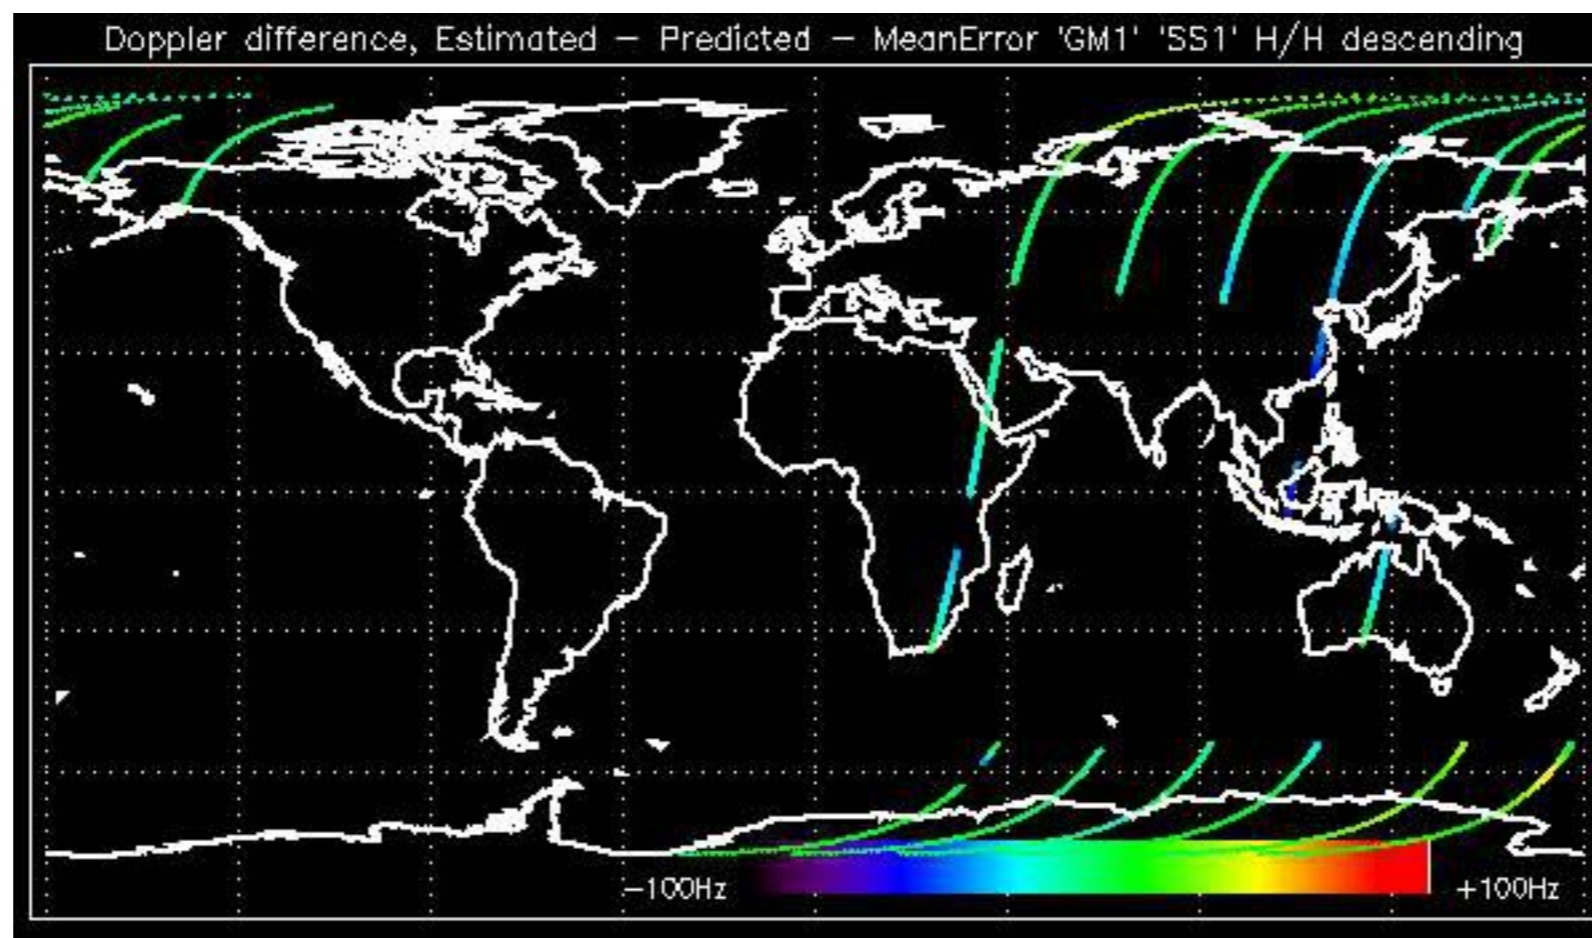 Doppler difference, Estimated – Predicted – MeanError 'GM1' 'SS1' H/H descending
–100Hz
+100Hz